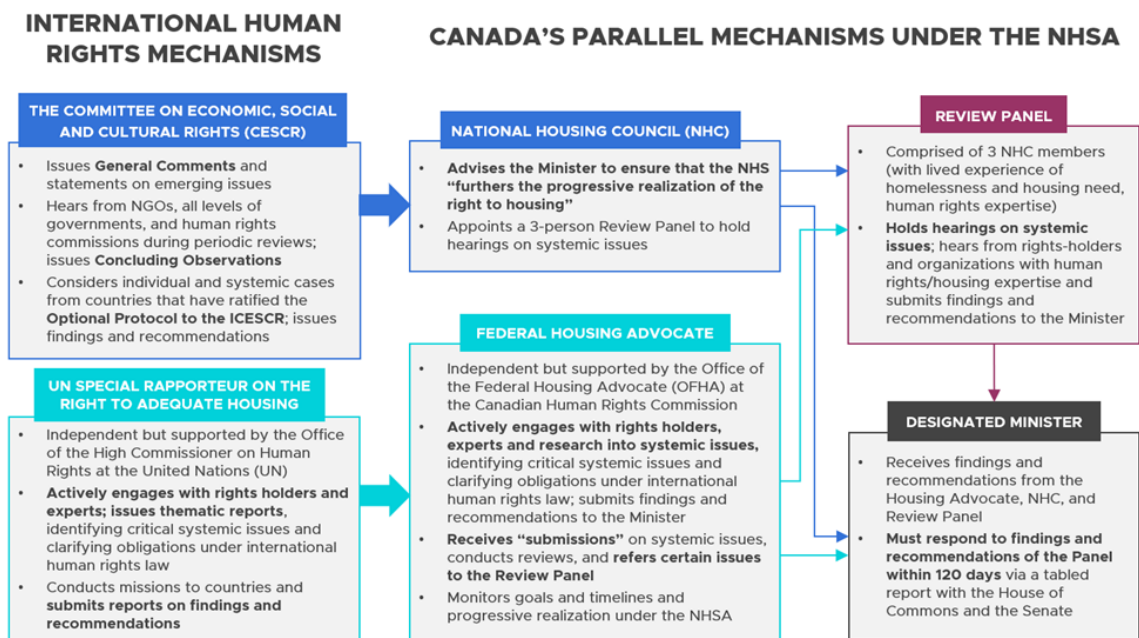 INTERNATIONAL HUMAN
RIGHTS MECHANISMS
CANADA'S PARALLEL MECHANISMS UNDER THE NHSA
THE COMMITTEE ON ECONOMIC, SOCIAL
AND CULTURAL RIGHTS (CESCR)
• Issues General Comments and
statements on emerging issues
• Hears from NGOs, all levels of
governments, and human rights
commissions during periodic reviews;
issues Concluding Observations
• Considers individual and systemic cases
from countries that have ratified the
Optional Protocol to the ICESCR; issues
findings and recommendations
UN SPECIAL RAPPORTEUR ON THE
RIGHT TO ADEQUATE HOUSING
• Independent but supported by the Office
of the High Commissioner on Human
Rights at the United Nations (UN)
• Actively engages with rights holders and
experts; issues thematic reports,
identifying critical systemic issues and
clarifying obligations under international
human rights law
• Conducts missions to countries and
submits reports on findings and
recommendations
NATIONAL HOUSING COUNCIL (NHC)
• Advises the Minister to ensure that the NHS
"furthers the progressive realization of the
right to housing"
• Appoints a 3-person Review Panel to hold
hearings on systemic issues
FEDERAL HOUSING ADVOCATE
• Independent but supported by the Office of
the Federal Housing Advocate (OFHA) at
the Canadian Human Rights Commission
• Actively engages with rights holders,
experts and research into systemic issues,
identifying critical systemic issues and
clarifying obligations under international
human rights law; submits findings and
recommendations to the Minister
• Receives "submissions" on systemic issues,
conducts reviews, and refers certain issues
to the Review Panel
• Monitors goals and timelines and
progressive realization under the NHSA
REVIEW PANEL
• Comprised of 3 NHC members
(with lived experience of
homelessness and housing need,
human rights expertise)
• Holds hearings on systemic
issues; hears from rights-holders
and organizations with human
rights/housing expertise and
submits findings and
recommendations to the Minister
DESIGNATED MINISTER
• Receives findings and
recommendations from the
Housing Advocate, NHC, and
Review Panel
• Must respond to findings and
recommendations of the Panel
within 120 days via a tabled
report with the House of
Commons and the Senate